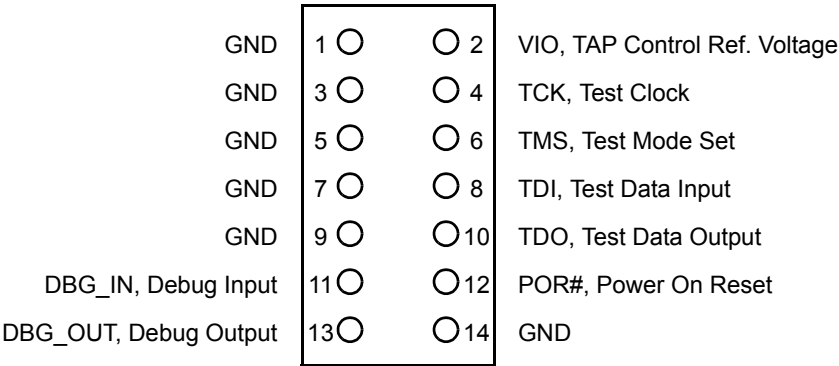 GND 1 2 VIO, TAP Control Ref. Voltage
GND 3 4 TCK, Test Clock
GND 5 6 TMS, Test Mode Set
GND 7 8 TDI, Test Data Input
GND 9 10 TDO, Test Data Output
DBG_IN, Debug Input 11 12 POR#, Power On Reset
DBG_OUT, Debug Output 13 14 GND